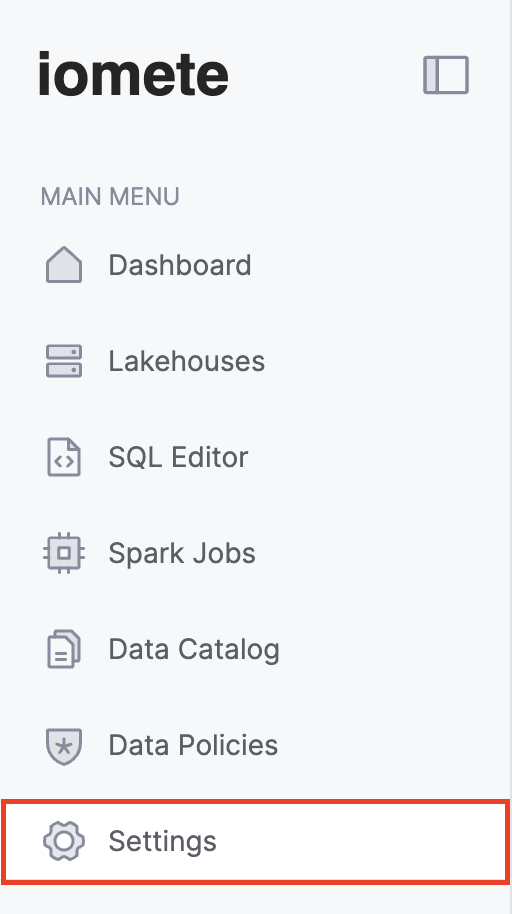 iomete
MAIN MENU
Dashboard
Lakehouses
SQL Editor
Spark Jobs
Data Catalog
Data Policies
Settings